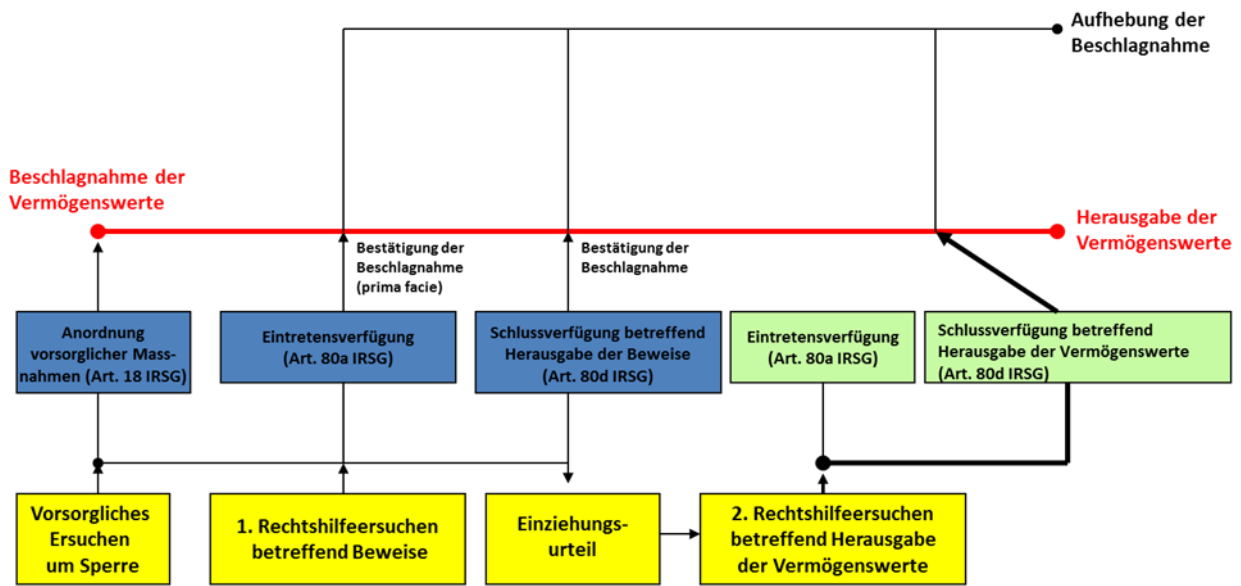 Aufhebung der
Beschlagnahme
Beschlagnahme der
Vermögenswerte
Herausgabe der
Vermögenswerte
Bestätigung der
Beschlagnahme
(prima facie)
Bestätigung der
Beschlagnahme
Anordnung
vorsorglicher Mass-
nahmen (Art. 18 IRSG)
Eintretensverfügung
(Art. 80a IRSG)
Schlussverfügung betreffend
Herausgabe der Beweise
(Art. 80d IRSG)
Eintretensverfügung
(Art. 80a IRSG)
Schlussverfügung betreffend
Herausgabe der Vermögenswerte
(Art. 80d IRSG)
Vorsorgliches
Ersuchen
um Sperre
1. Rechtshilfeersuchen
betreffend Beweise
Einziehungs-
urteil
2. Rechtshilfeersuchen
betreffend Herausgabe
der Vermögenswerte